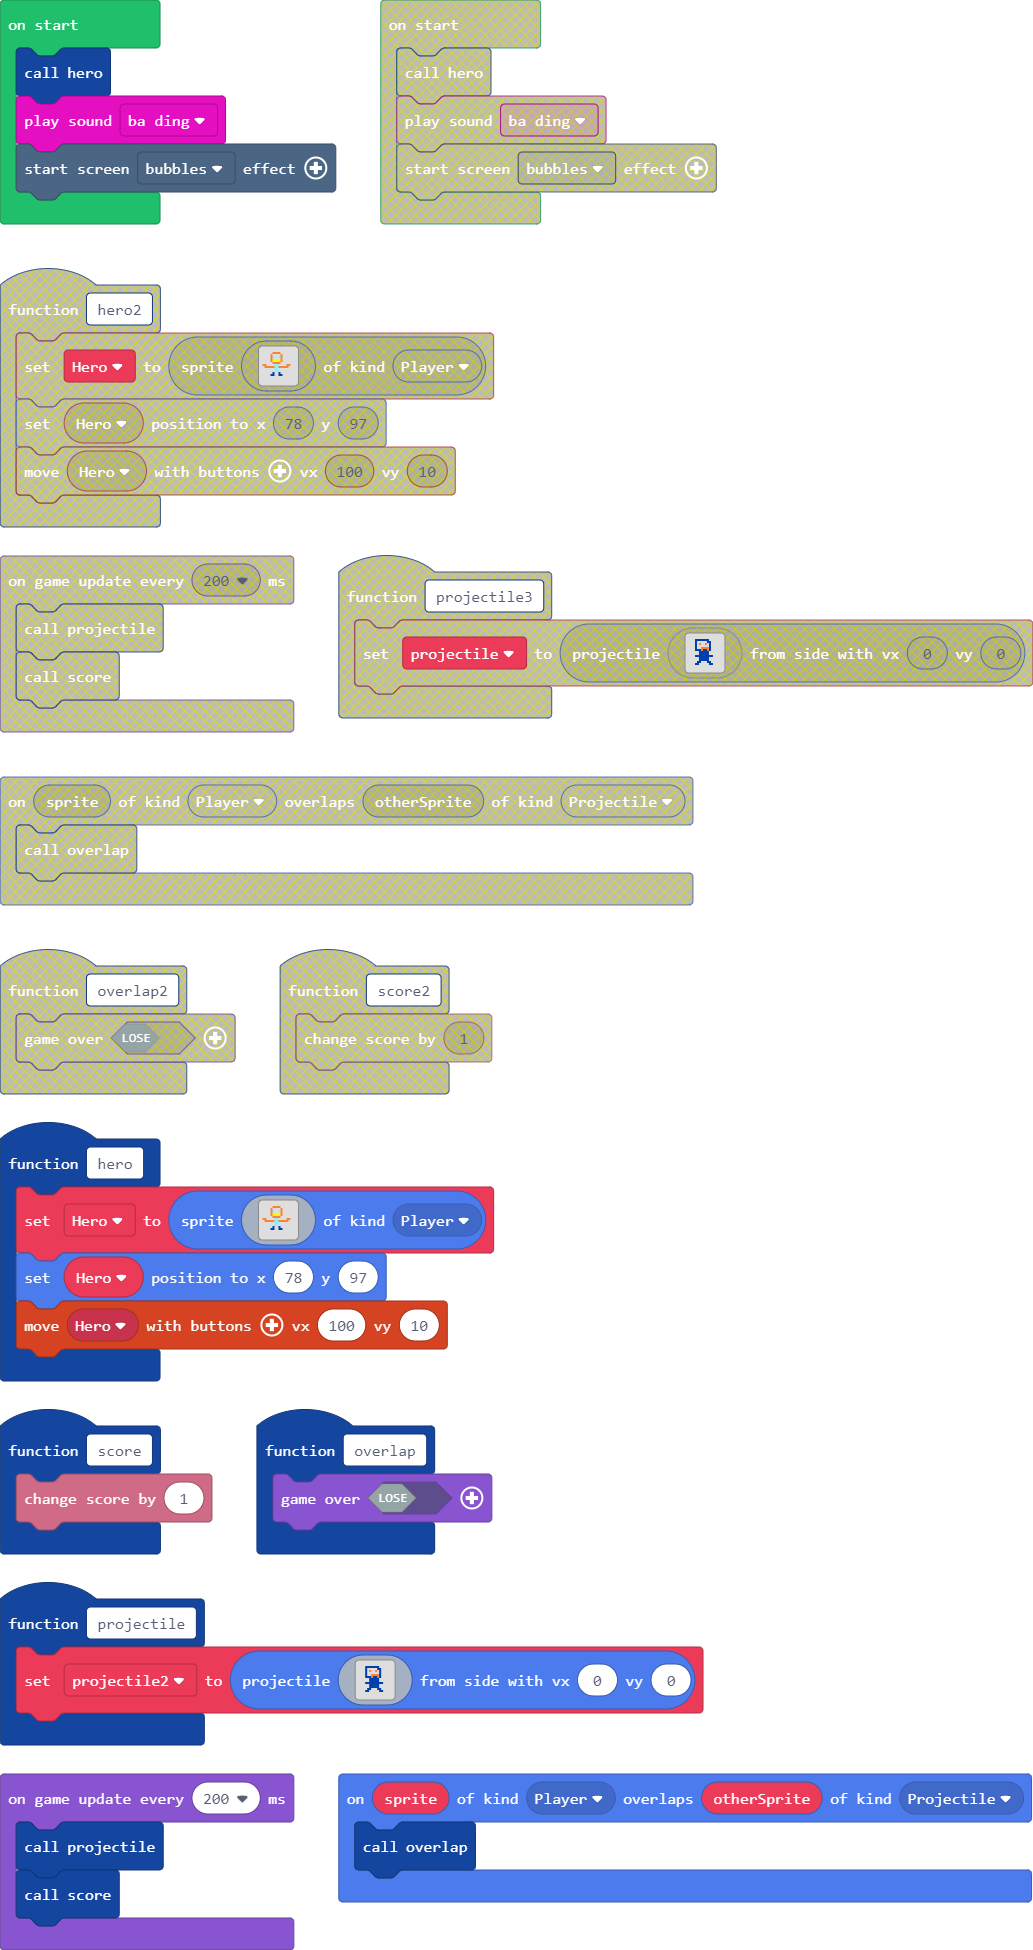 on start
call hero
play sound ba ding
start screen bubbles effect
on start
call hero
play sound ba ding
start screen bubbles effect
function hero2
set Hero to sprite of kind Player
set Hero position to x 78 y 97
move Hero with buttons vx 100 vy 10
on game update every 200 ms
call projectile
call score
function projectile3
set projectile to projectile from side with vx 0 vy 0
on sprite of kind Player overlaps otherSprite of kind Projectile
call overlap
function overlap2
game over LOSE
function score2
change score by 1
function hero
set Hero to sprite of kind Player
set Hero position to x 78 y 97
move Hero with buttons vx 100 vy 10
function score
change score by 1
function overlap
game over LOSE
function projectile
set projectile2 to projectile from side with vx 0 vy 0
on game update every 200 ms
call projectile
call score
on sprite of kind Player overlaps otherSprite of kind Projectile
call overlap